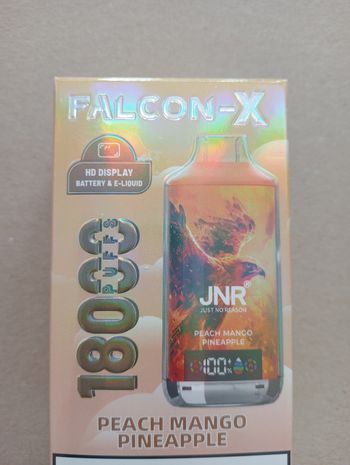 FALCON-X
HD DISPLAY
BATTERY & E-LIQUID
18000
PUFFS
JNR®
JUST NO REASON
PEACH MANGO
PINEAPPLE
100%
PEACH MANGO
PINEAPPLE